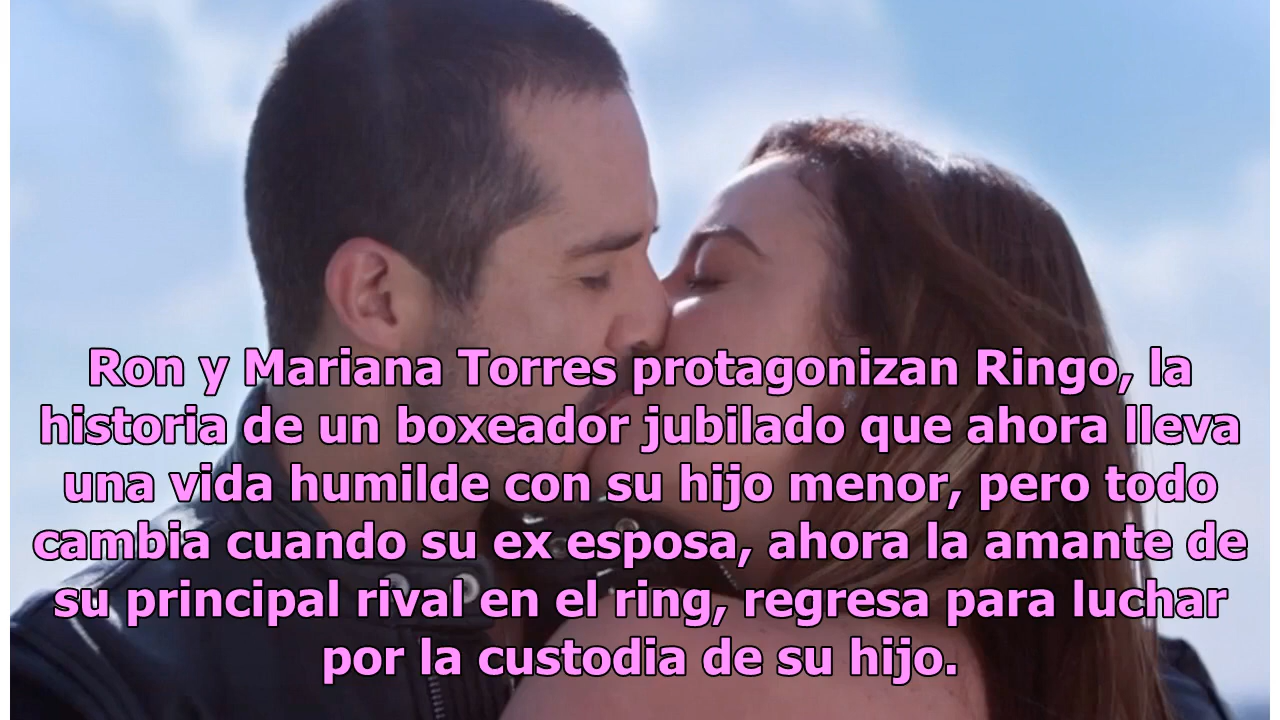 Ron y Mariana Torres protagonizan Ringo, la
historia de un boxeador jubilado que ahora lleva
una vida humilde con su hijo menor, pero todo
cambia cuando su ex esposa, ahora la amante de
su principal rival en el ring, regresa para luchar
por la custodia de su hijo.